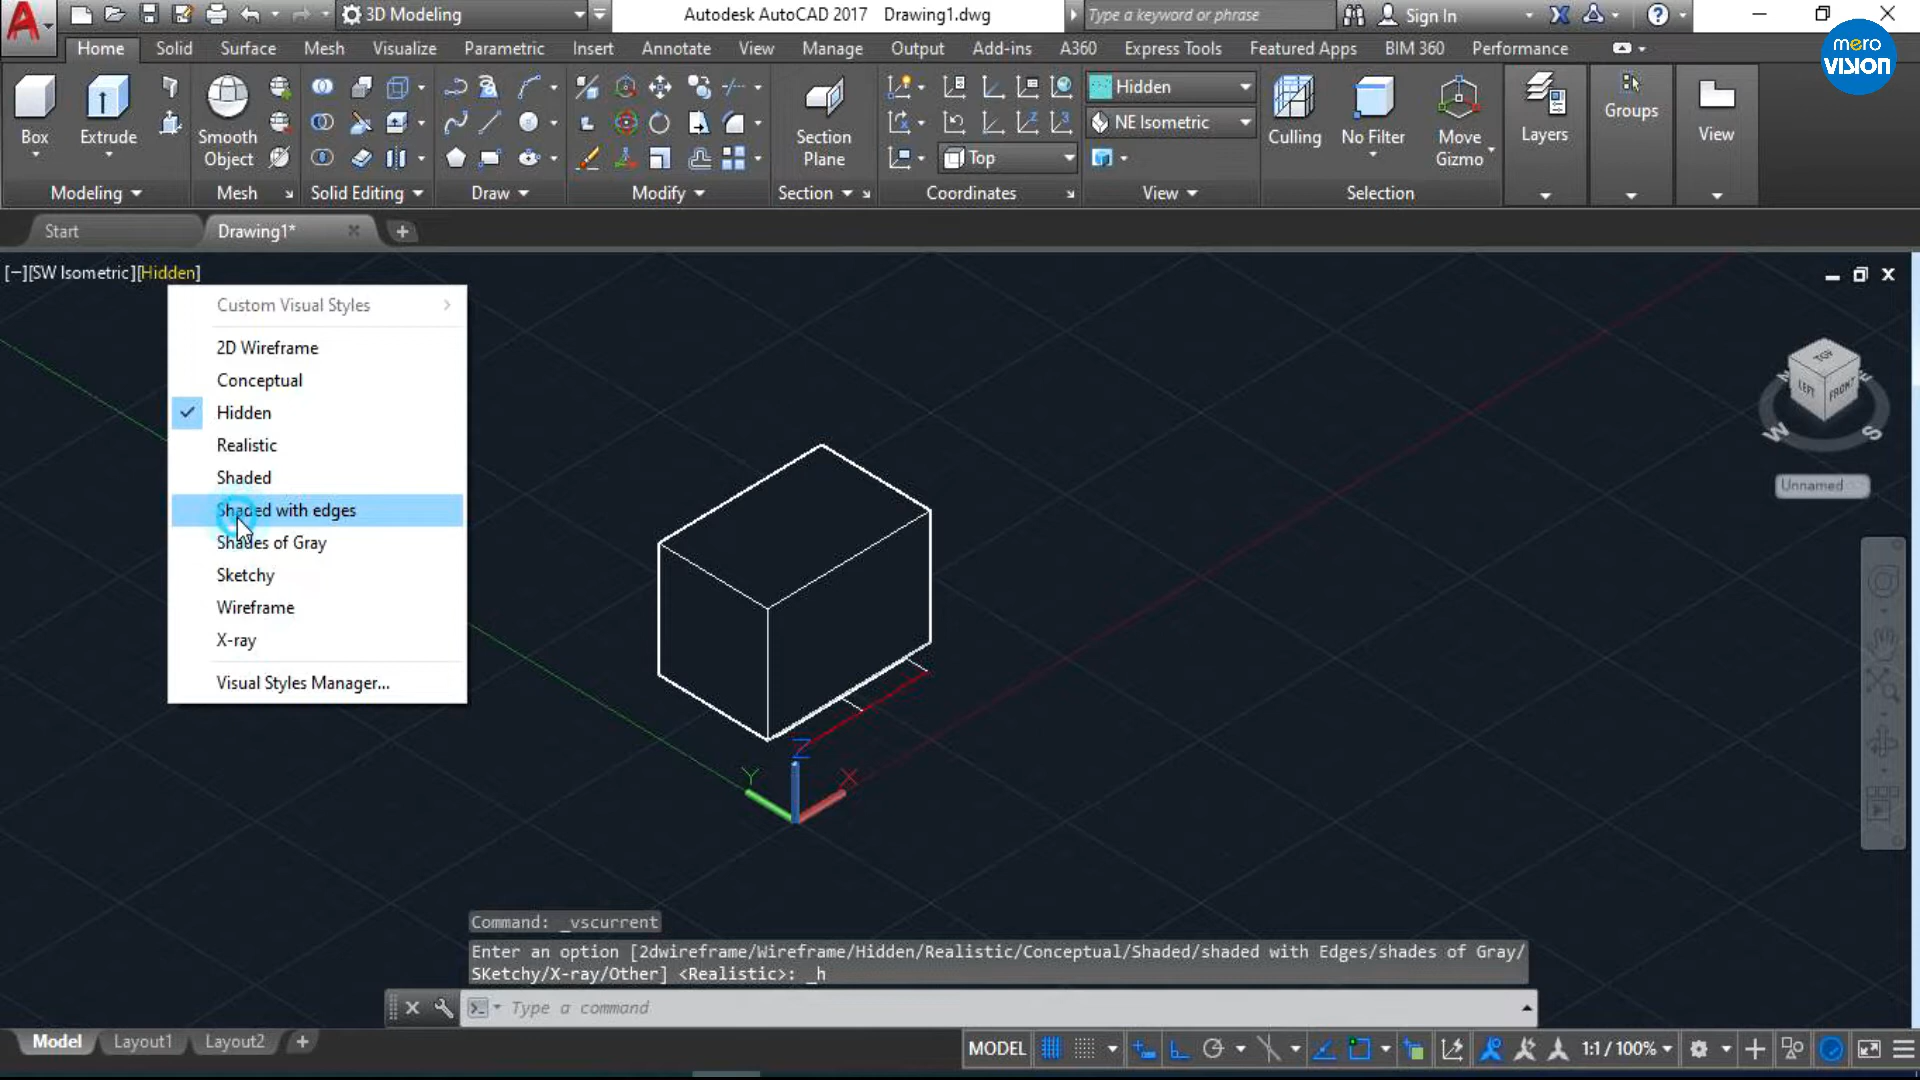 3D Modeling
Autodesk AutoCAD 2017 Drawing1.dwg
Type a keyword or phrase
Sign In
mero
VISION
Home Solid Surface Mesh Visualize Parametric Insert Annotate View Manage Output Add-ins A360 Express Tools Featured Apps BIM 360 Performance
Box
Extrude
Smooth
Object
Section
Plane
Top
Hidden
NE Isometric
Culling
No Filter
Move
Gizmo
Layers
Groups
View
Modeling
Mesh
Solid Editing
Draw
Modify
Section
Coordinates
View
Selection
Start
Drawing1*
[−][SW Isometric][Hidden]
Custom Visual Styles
2D Wireframe
Conceptual
Hidden
Realistic
Shaded
Shaded with edges
Shades of Gray
Sketchy
Wireframe
X-ray
Visual Styles Manager...
TOP
LEFT
FRONT
W
S
Unnamed
Z
Y
X
Command: _vscurrent
Enter an option [2dwireframe/Wireframe/Hidden/Realistic/Conceptual/Shaded/shaded with Edges/shades of Gray/
SKetchy/X-ray/Other] <Realistic>: _h
Type a command
Model
Layout1
Layout2
MODEL
1:1 / 100%